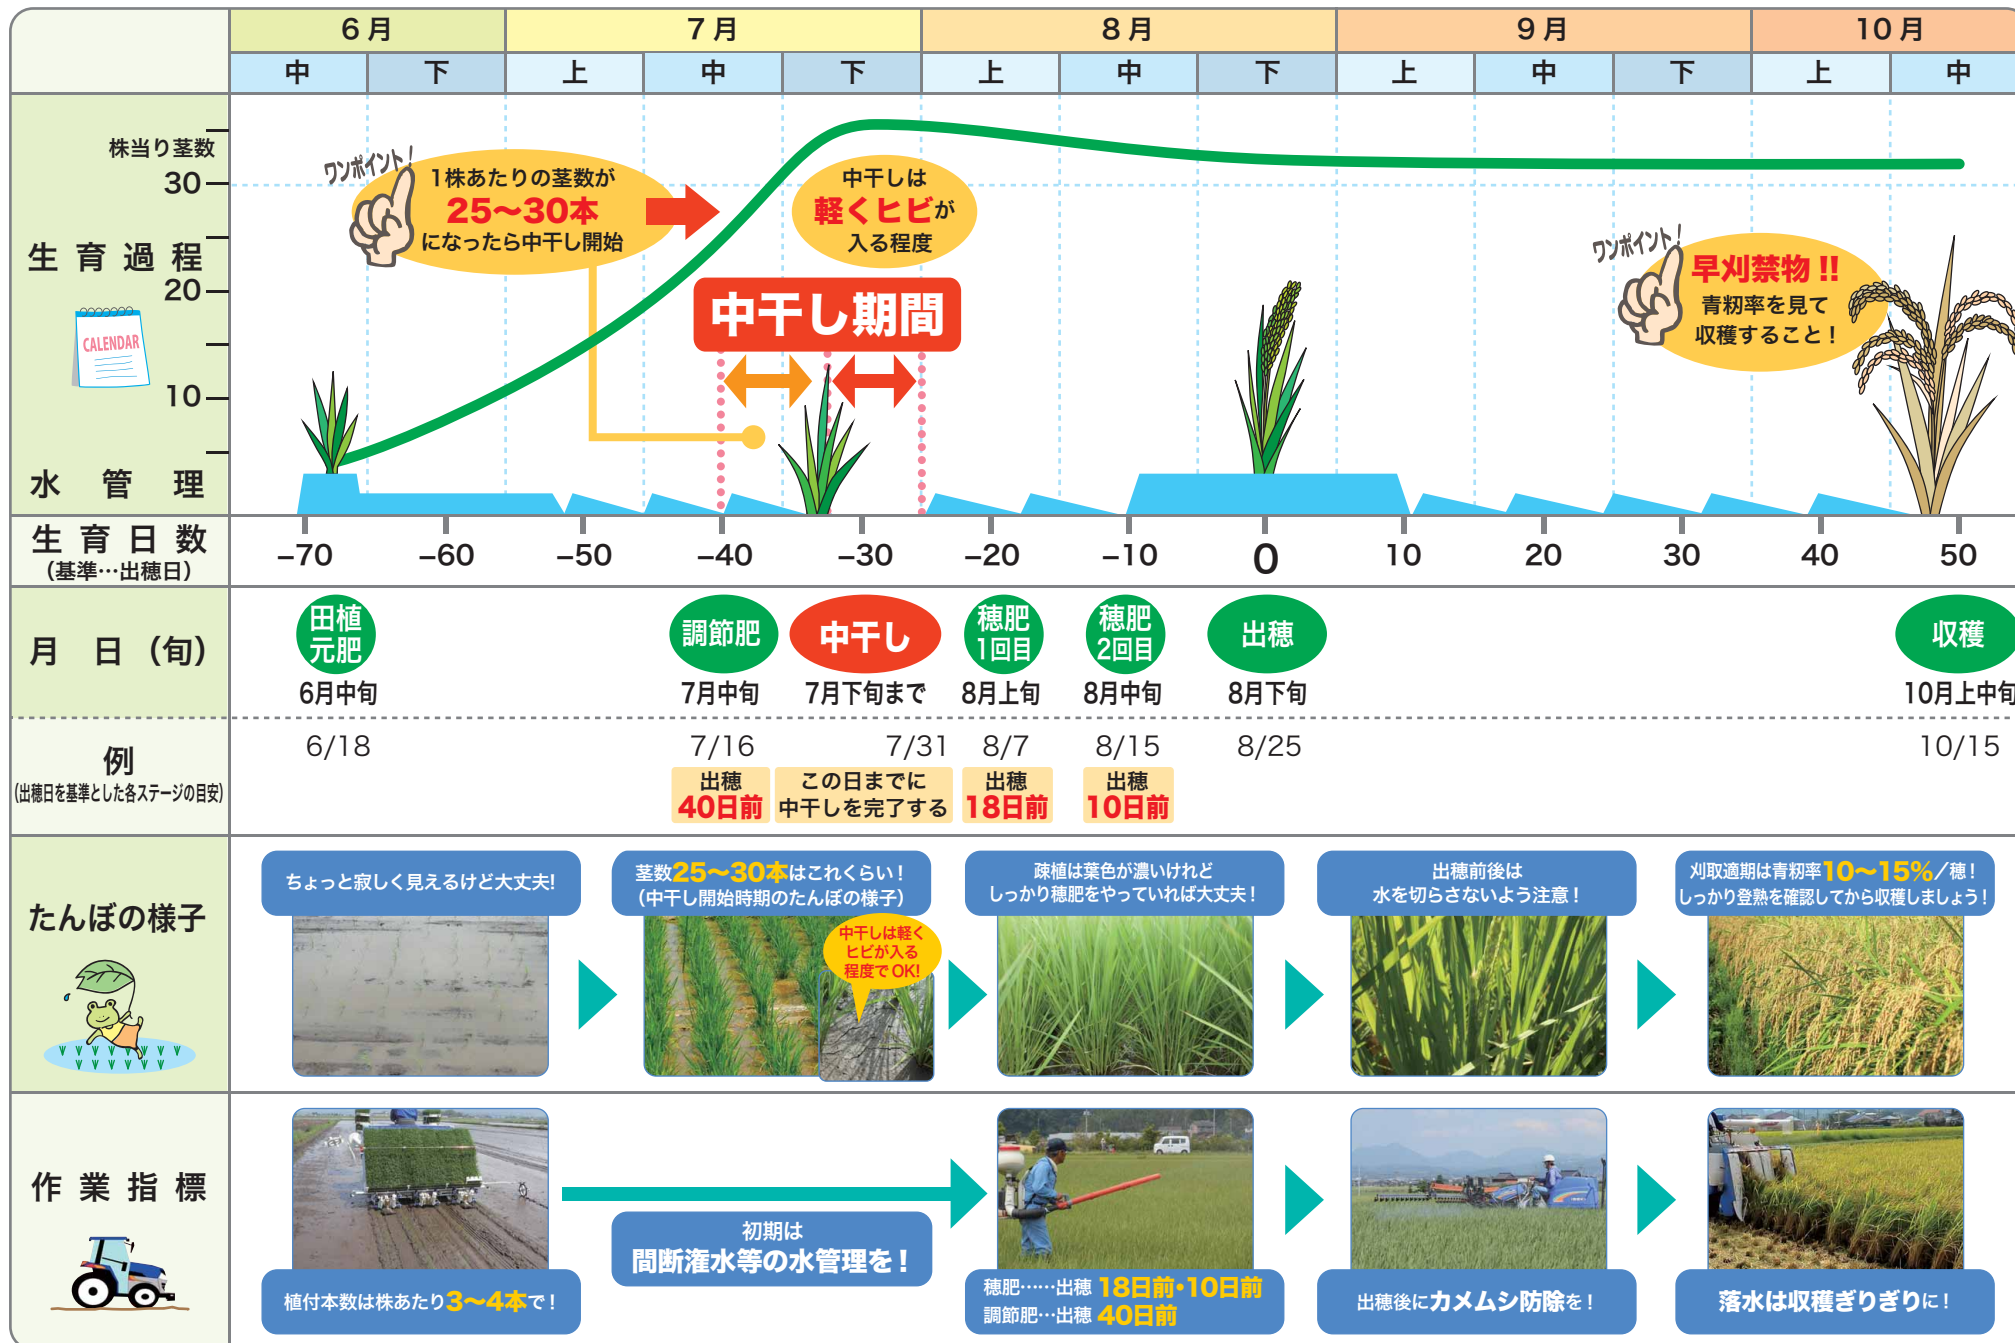 6月
7月
8月
9月
10月
中
下
上
中
下
上
中
下
上
中
下
上
中
株当り茎数
30
20
10
生育過程
CALENDAR
水管理
ワンポイント!
1株あたりの茎数が
25〜30本
になったら中干し開始
中干しは
軽くヒビが
入る程度
中干し期間
ワンポイント!
早刈禁物!!
青籾率を見て
収穫すること!
生育日数
(基準…出穂日)
−70
−60
−50
−40
−30
−20
−10
0
10
20
30
40
50
月日(旬)
田植
元肥
6月中旬
調節肥
7月中旬
中干し
7月下旬まで
穂肥
1回目
8月上旬
穂肥
2回目
8月中旬
出穂
8月下旬
収穫
10月上中旬
例
(出穂日を基準とした各ステージの目安)
6/18
7/16
出穂
40日前
7/31
この日までに
中干しを完了する
8/7
出穂
18日前
8/15
出穂
10日前
8/25
10/15
たんぼの様子
ちょっと寂しく見えるけど大丈夫!
茎数25〜30本はこれくらい!
(中干し開始時期のたんぼの様子)
中干しは軽く
ヒビが入る
程度でOK!
疎植は葉色が濃いけれど
しっかり穂肥をやっていれば大丈夫!
出穂前後は
水を切らさないよう注意!
刈取適期は青籾率10〜15%/穂!
しっかり登熟を確認してから収穫しましょう!
作業指標
植付本数は株あたり3〜4本で!
初期は
間断潅水等の水管理を!
穂肥……出穂 18日前・10日前
調節肥…出穂 40日前
出穂後にカメムシ防除を!
落水は収穫ぎりぎりに!